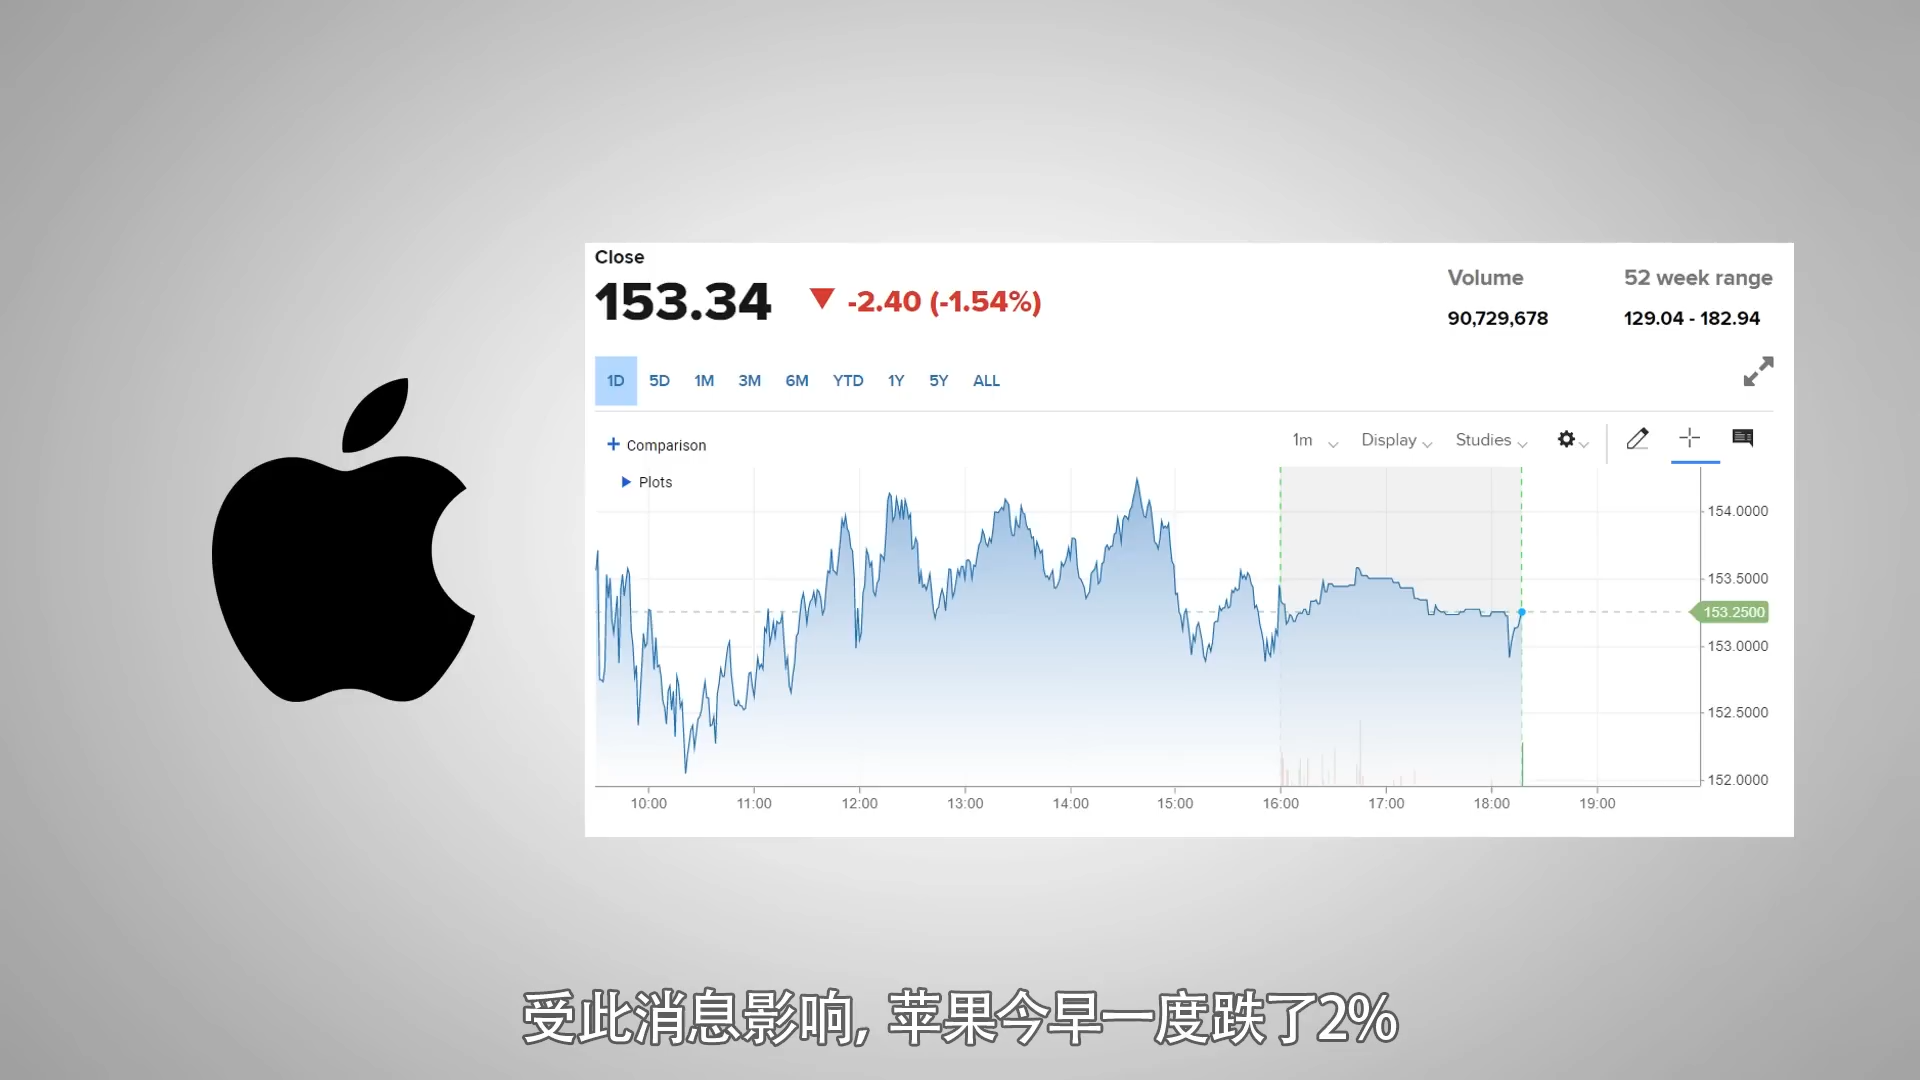 Close
153.34 ▼ -2.40 (-1.54%)
Volume
90,729,678
52 week range
129.04 - 182.94
1D 5D 1M 3M 6M YTD 1Y 5Y ALL
+ Comparison
1m Display Studies
Plots
154.0000
153.5000
153.2500
153.0000
152.5000
152.0000
10:00 11:00 12:00 13:00 14:00 15:00 16:00 17:00 18:00 19:00
受此消息影响, 苹果今早一度跌了2%